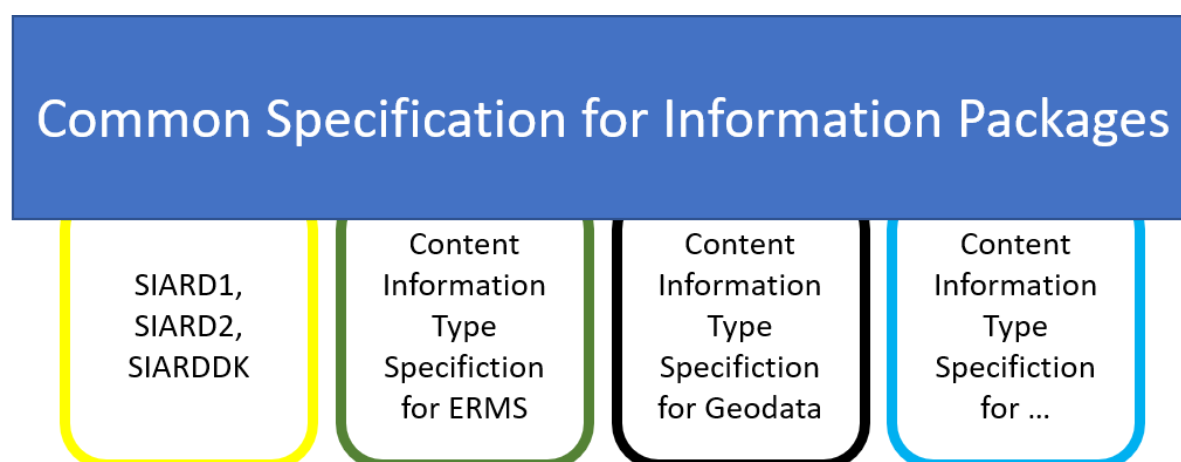 Common Specification for Information Packages
SIARD1,
SIARD2,
SIARDDK
Content
Information
Type
Specifiction
for ERMS
Content
Information
Type
Specifiction
for Geodata
Content
Information
Type
Specifiction
for ...